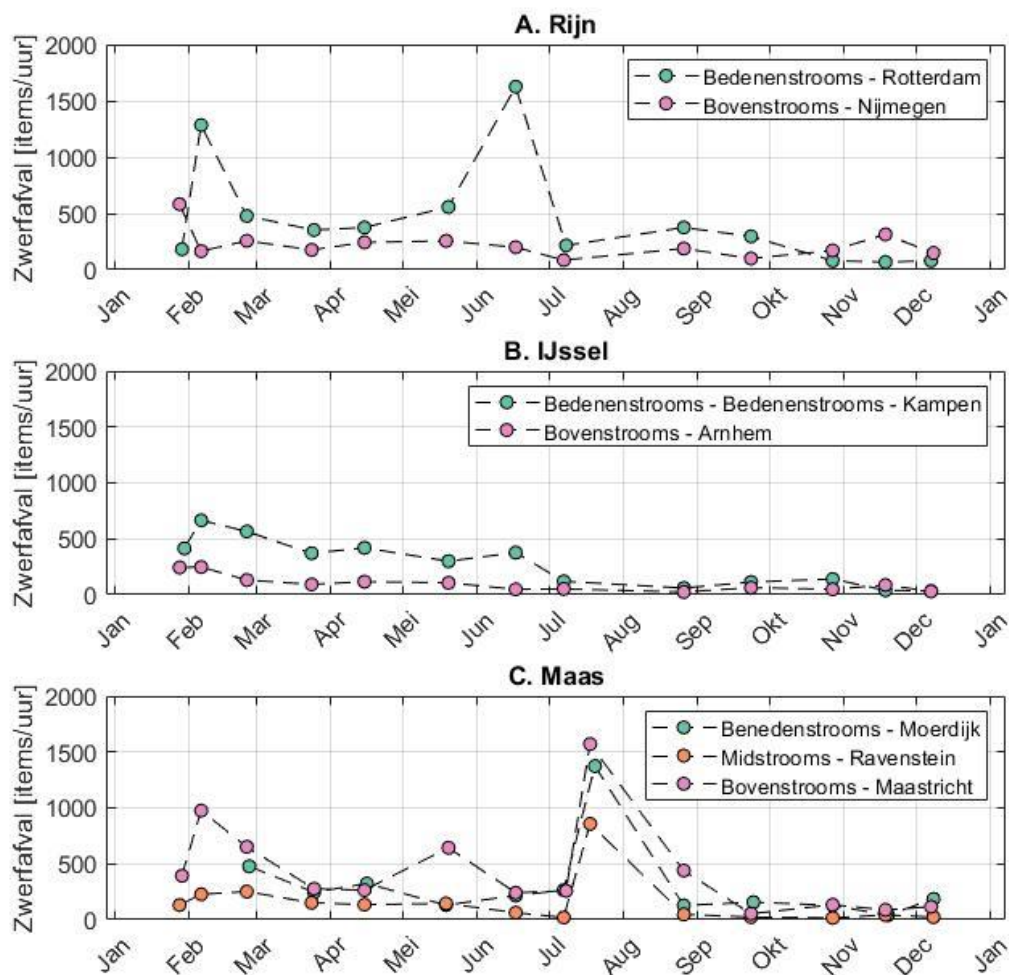 A. Rijn
Zwerfafval [items/uur]
2000
1500
1000
500
0
Bedenenstrooms - Rotterdam
Bovenstrooms - Nijmegen
Jan Feb Mar Apr Mei Jun Jul Aug Sep Okt Nov Dec Jan
B. IJssel
Zwerfafval [items/uur]
2000
1500
1000
500
0
Bedenenstrooms - Bedenenstrooms - Kampen
Bovenstrooms - Arnhem
Jan Feb Mar Apr Mei Jun Jul Aug Sep Okt Nov Dec Jan
C. Maas
Zwerfafval [items/uur]
2000
1500
1000
500
0
Benedenstrooms - Moerdijk
Midstrooms - Ravenstein
Bovenstrooms - Maastricht
Jan Feb Mar Apr Mei Jun Jul Aug Sep Okt Nov Dec Jan